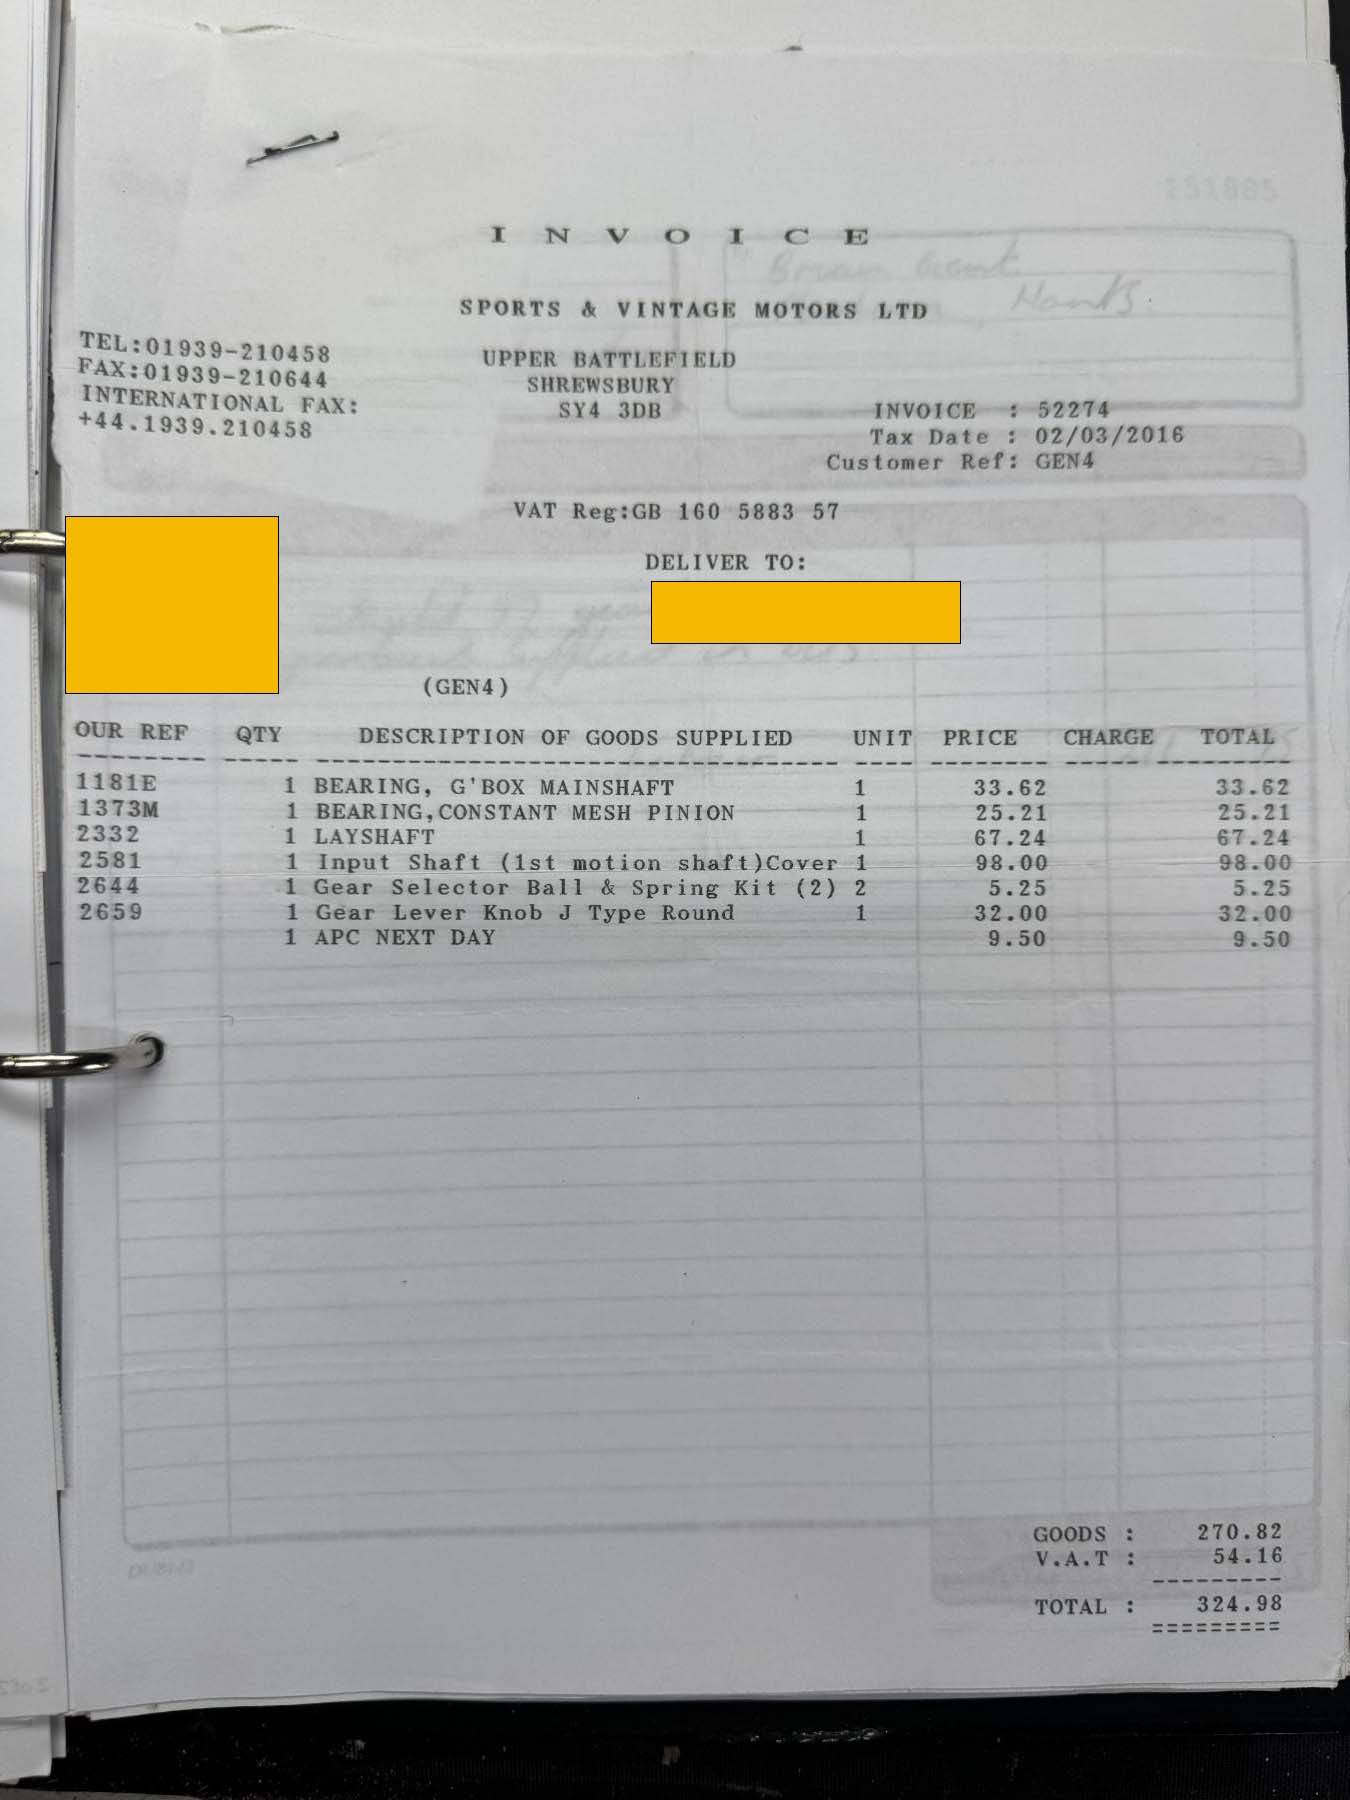 151885
I N V O I C E
SPORTS & VINTAGE MOTORS LTD
TEL:01939-210458
FAX:01939-210644
INTERNATIONAL FAX:
+44.1939.210458
UPPER BATTLEFIELD
SHREWSBURY
SY4 3DB
INVOICE : 52274
Tax Date : 02/03/2016
Customer Ref: GEN4
VAT Reg:GB 160 5883 57
DELIVER TO:
(GEN4)
OUR REF QTY DESCRIPTION OF GOODS SUPPLIED UNIT PRICE CHARGE TOTAL
1181E 1 BEARING, G'BOX MAINSHAFT 1 33.62 33.62
1373M 1 BEARING,CONSTANT MESH PINION 1 25.21 25.21
2332 1 LAYSHAFT 1 67.24 67.24
2581 1 Input Shaft (1st motion shaft)Cover 1 98.00 98.00
2644 1 Gear Selector Ball & Spring Kit (2) 2 5.25 5.25
2659 1 Gear Lever Knob J Type Round 1 32.00 32.00
1 APC NEXT DAY 9.50 9.50
GOODS : 270.82
V.A.T : 54.16
---------
TOTAL : 324.98
=========